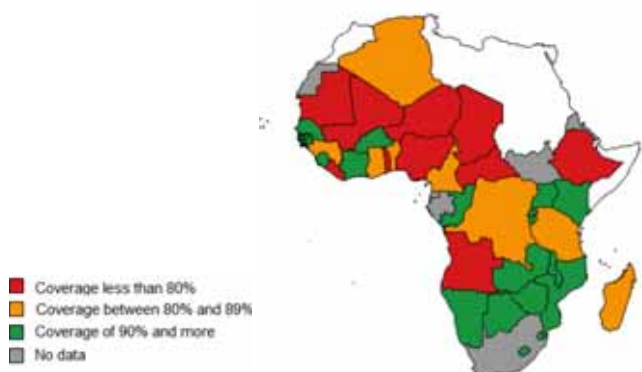 Coverage less than 80%
Coverage between 80% and 89%
Coverage of 90% and more
No data